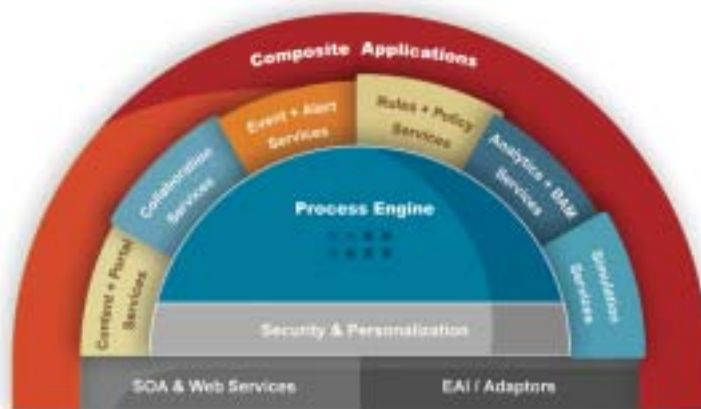 Composite Applications
Content + Portal
Services
Collaboration
Services
Event + Alert
Services
Rules + Policy
Services
Analytics + BAM
Services
Simulation
Services
Process Engine
Security & Personalization
SOA & Web Services
EAI / Adaptors